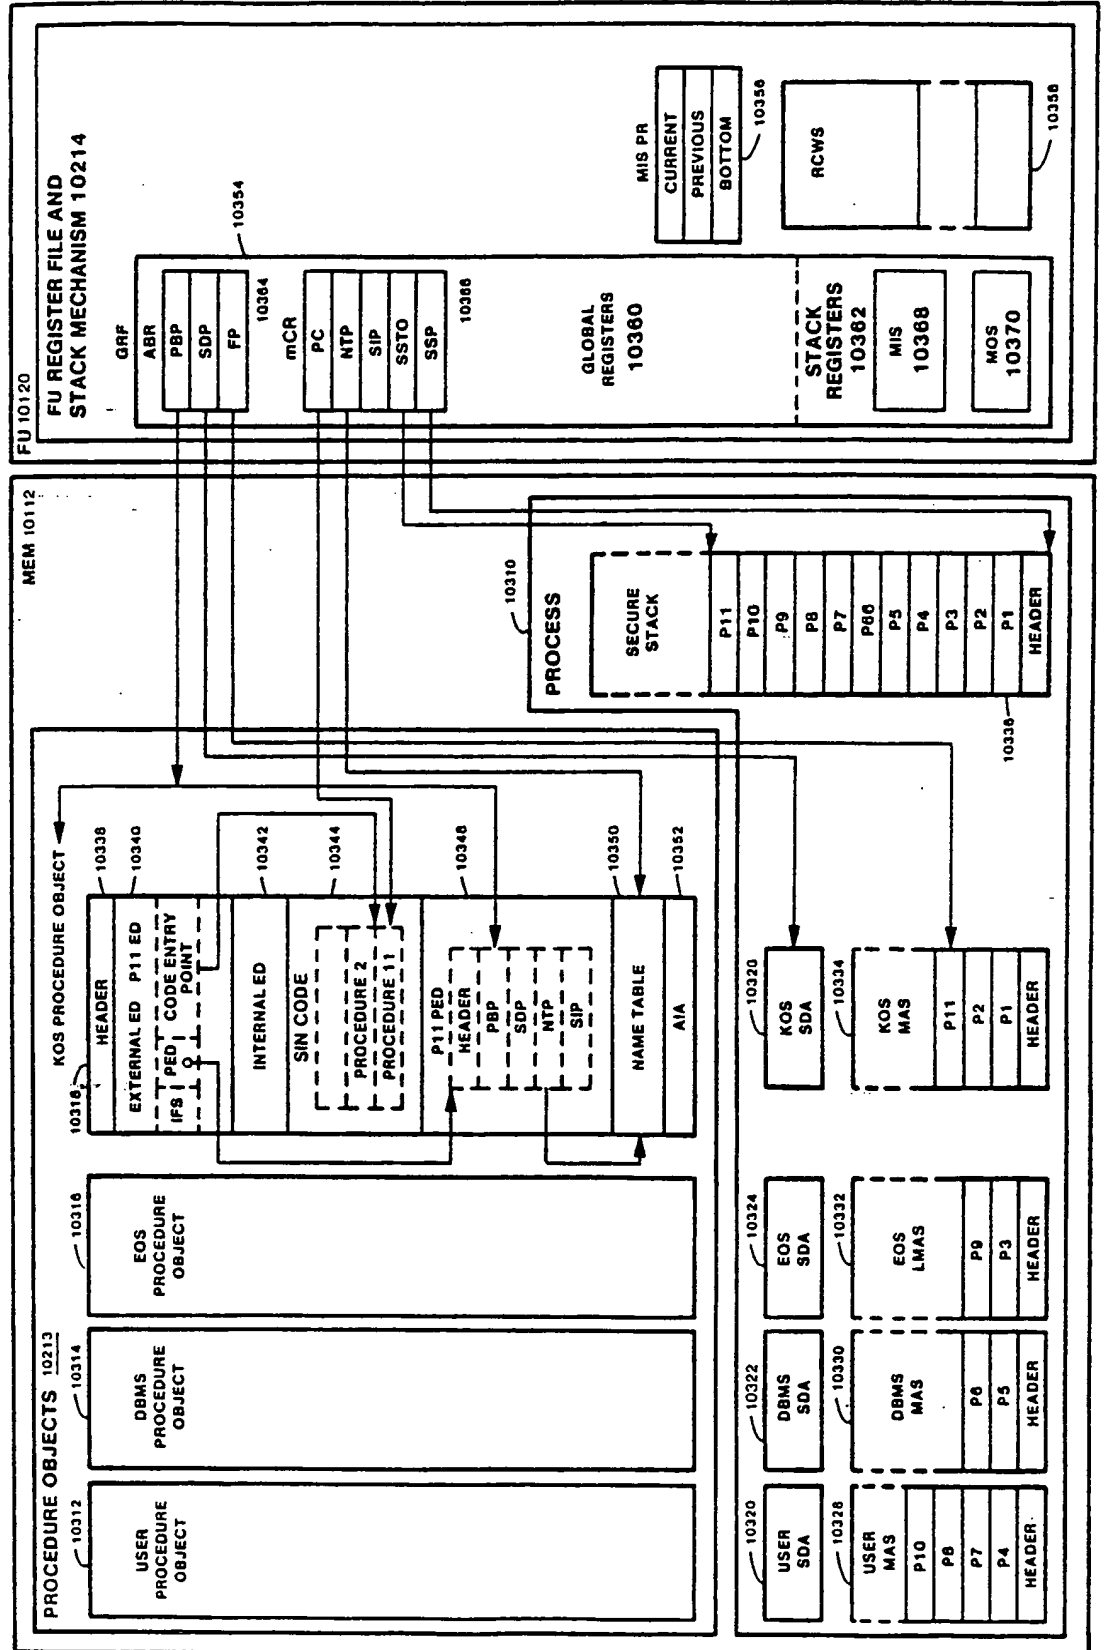 PROCEDURE OBJECTS 10213
10312
USER
PROCEDURE
OBJECT
10314
DBMS
PROCEDURE
OBJECT
10316
EOS
PROCEDURE
OBJECT
KOS PROCEDURE OBJECT
10318
HEADER
10338
EXTERNAL ED P11 ED
10340
IFS PED CODE ENTRY
POINT
INTERNAL ED
10342
SIN CODE
10344
PROCEDURE 2
PROCEDURE 11
P11 PED
10348
HEADER
PBP
SDP
NTP
SIP
NAME TABLE
10350
AIA
10352
MEM 10112
10320
USER
SDA
10322
DBMS
SDA
10324
EOS
SDA
10320
KOS
SDA
10328
USER
MAS
P10
P8
P7
P4
HEADER
10330
DBMS
MAS
P6
P5
HEADER
10332
EOS
LMAS
P9
P3
HEADER
10334
KOS
MAS
P11
P2
P1
HEADER
10310
PROCESS
SECURE
STACK
P11
P10
P9
P8
P7
P66
P5
P4
P3
P2
P1
HEADER
10336
FU 10120
FU REGISTER FILE AND
STACK MECHANISM 10214
10354
GRF
ABR
PBP
SDP
FP
10364
mCR
PC
NTP
SIP
SSTO
SSP
10366
GLOBAL
REGISTERS
10360
STACK
REGISTERS
10362
MIS
10368
MOS
10370
MIS PR
CURRENT
PREVIOUS
BOTTOM
10356
RCWS
10358